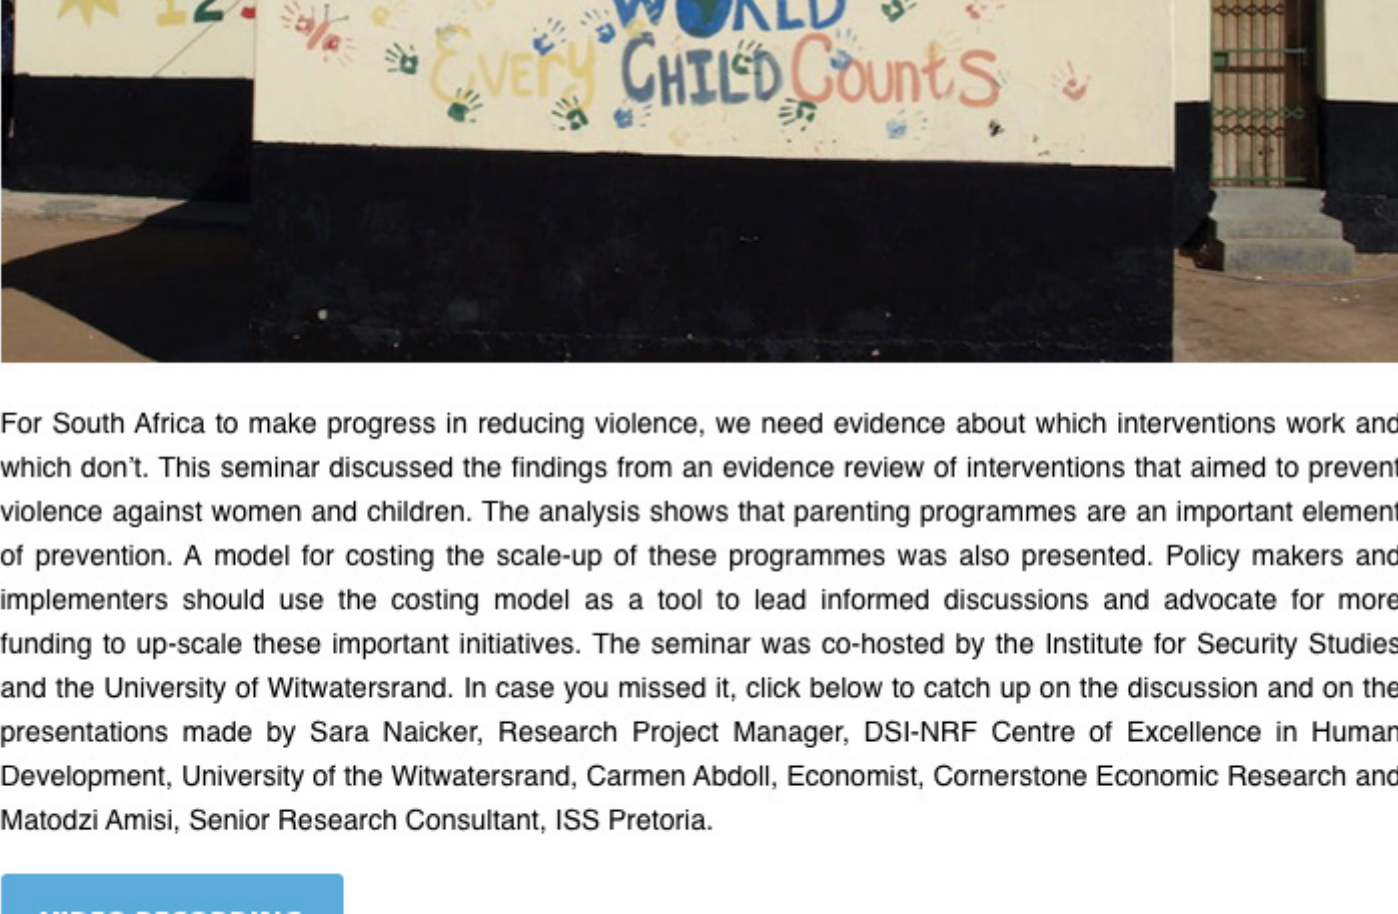 1 2
WORLD
Every CHILD Counts
For South Africa to make progress in reducing violence, we need evidence about which interventions work and
which don’t. This seminar discussed the findings from an evidence review of interventions that aimed to prevent
violence against women and children. The analysis shows that parenting programmes are an important element
of prevention. A model for costing the scale-up of these programmes was also presented. Policy makers and
implementers should use the costing model as a tool to lead informed discussions and advocate for more
funding to up-scale these important initiatives. The seminar was co-hosted by the Institute for Security Studies
and the University of Witwatersrand. In case you missed it, click below to catch up on the discussion and on the
presentations made by Sara Naicker, Research Project Manager, DSI-NRF Centre of Excellence in Human
Development, University of the Witwatersrand, Carmen Abdoll, Economist, Cornerstone Economic Research and
Matodzi Amisi, Senior Research Consultant, ISS Pretoria.
VIDEO RECORDING